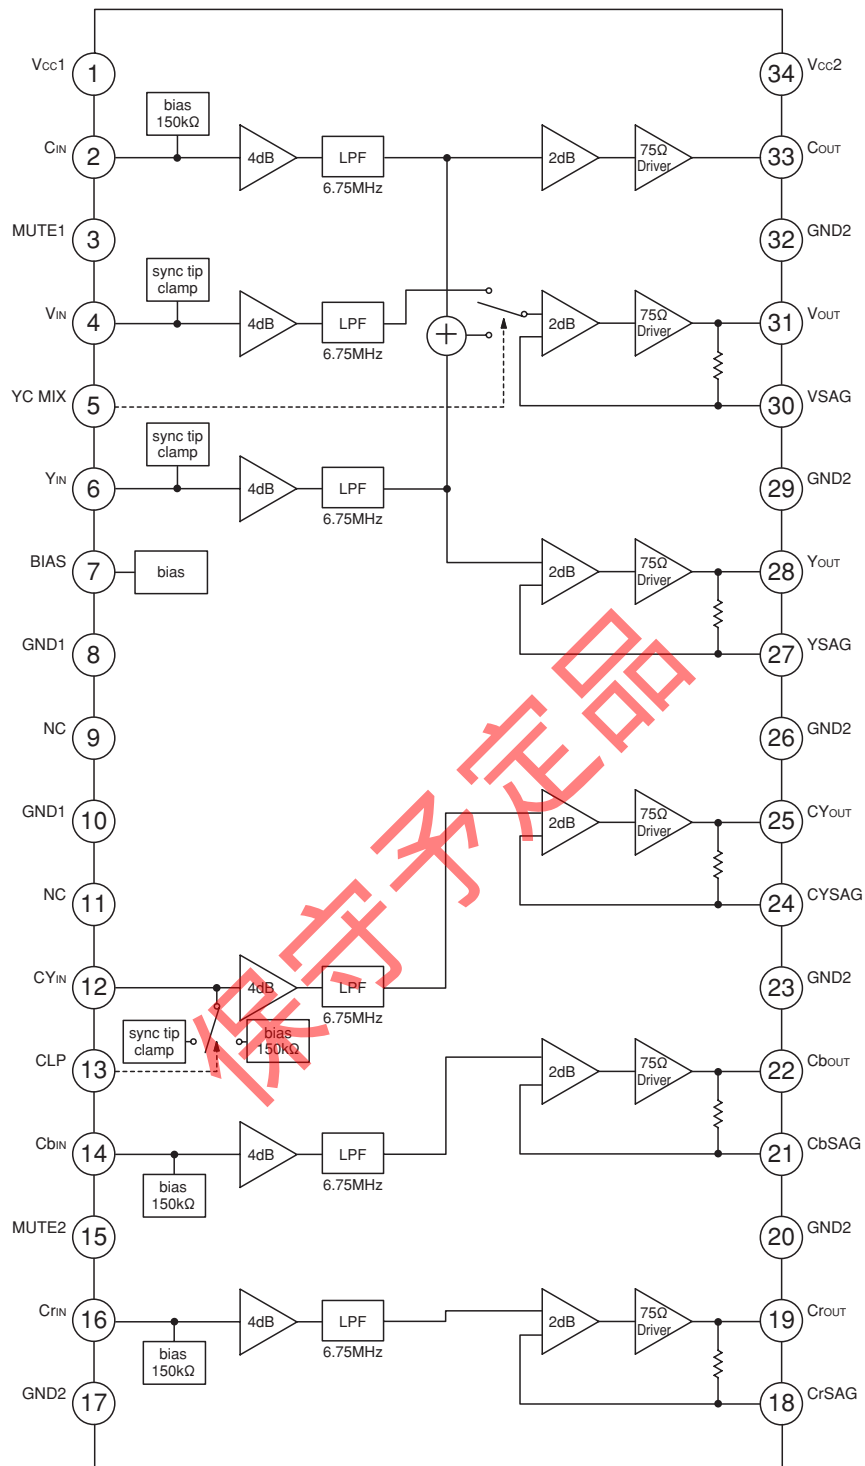 Vcc1
1
34
Vcc2
bias
150kΩ
CIN
2
4dB
LPF
6.75MHz
2dB
75Ω
Driver
33
COUT
MUTE1
3
32
GND2
sync tip
clamp
VIN
4
4dB
LPF
6.75MHz
+
2dB
75Ω
Driver
31
VOUT
YC MIX
5
30
VSAG
sync tip
clamp
YIN
6
4dB
LPF
6.75MHz
29
GND2
BIAS
7
bias
2dB
75Ω
Driver
28
YOUT
GND1
8
27
YSAG
NC
9
26
GND2
GND1
10
2dB
75Ω
Driver
25
CYOUT
NC
11
24
CYSAG
CYIN
12
4dB
LPF
6.75MHz
23
GND2
sync tip
clamp
bias
150kΩ
CLP
13
2dB
75Ω
Driver
22
CbOUT
CbIN
14
4dB
LPF
6.75MHz
21
CbSAG
bias
150kΩ
MUTE2
15
20
GND2
CrIN
16
4dB
LPF
6.75MHz
2dB
75Ω
Driver
19
CrOUT
bias
150kΩ
GND2
17
18
CrSAG
保守予定品